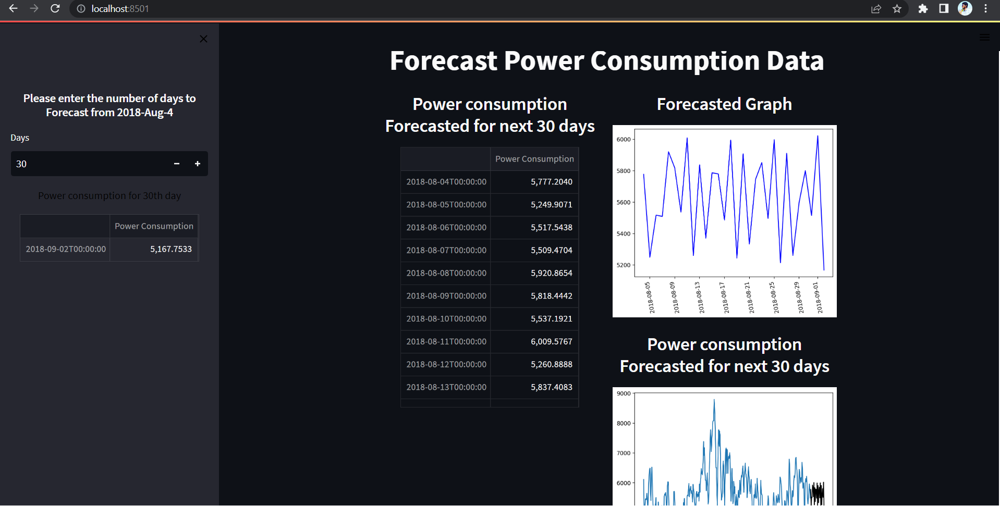 localhost:8501
Please enter the number of days to
Forecast from 2018-Aug-4
Days
30
Power consumption for 30th day
Power Consumption
2018-09-02T00:00:00 5,167.7533
Forecast Power Consumption Data
Power consumption
Forecasted for next 30 days
Power Consumption
2018-08-04T00:00:00 5,777.2040
2018-08-05T00:00:00 5,249.9071
2018-08-06T00:00:00 5,517.5438
2018-08-07T00:00:00 5,509.4704
2018-08-08T00:00:00 5,920.8654
2018-08-09T00:00:00 5,818.4442
2018-08-10T00:00:00 5,537.1921
2018-08-11T00:00:00 6,009.5767
2018-08-12T00:00:00 5,260.8888
2018-08-13T00:00:00 5,837.4083
Forecasted Graph
6000
5800
5600
5400
5200
2018-08-05
2018-08-09
2018-08-13
2018-08-17
2018-08-21
2018-08-25
2018-08-29
2018-09-01
Power consumption
Forecasted for next 30 days
9000
8000
7000
6000